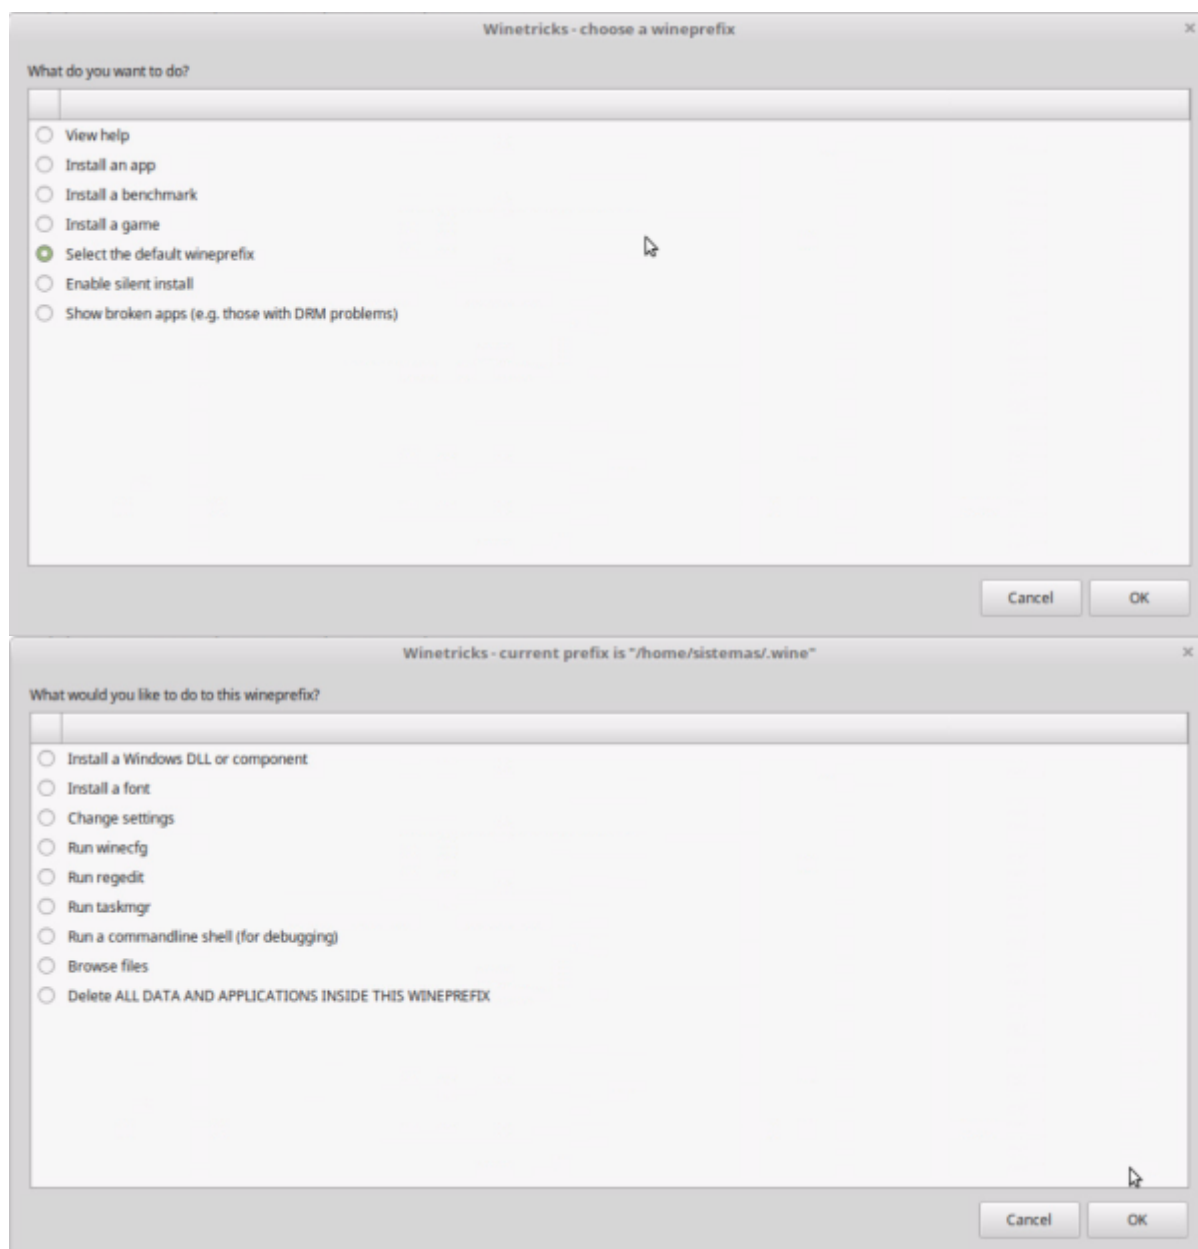 Winetricks - choose a wineprefix
What do you want to do?
View help
Install an app
Install a benchmark
Install a game
Select the default wineprefix
Enable silent install
Show broken apps (e.g. those with DRM problems)
Cancel OK
Winetricks - current prefix is "/home/sistemas/.wine"
What would you like to do to this wineprefix?
Install a Windows DLL or component
Install a font
Change settings
Run winecfg
Run regedit
Run taskmgr
Run a commandline shell (for debugging)
Browse files
Delete ALL DATA AND APPLICATIONS INSIDE THIS WINEPREFIX
Cancel OK